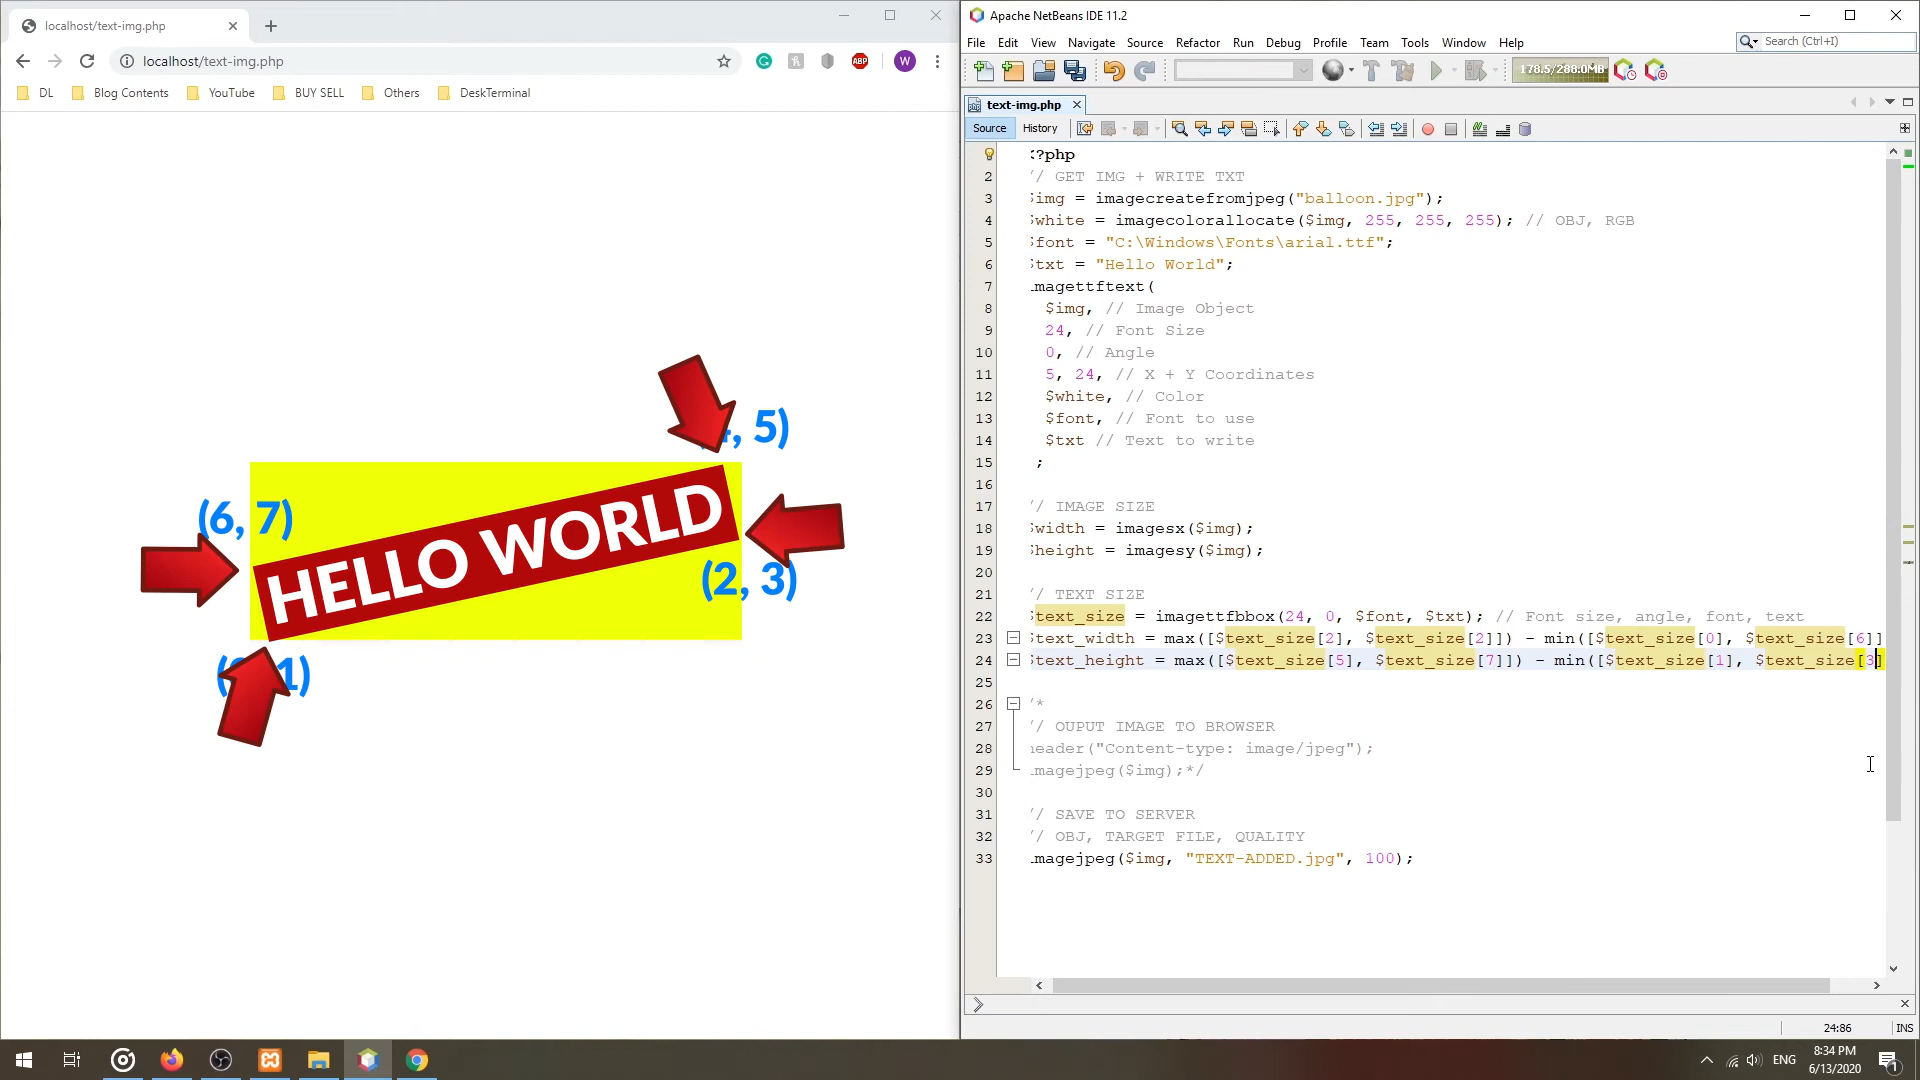 localhost/text-img.php
localhost/text-img.php
ABP
W
DL
Blog Contents
YouTube
BUY SELL
Others
DeskTerminal
, 5)
(6, 7)
HELLO WORLD
(2, 3)
1)
Apache NetBeans IDE 11.2
File Edit View Navigate Source Refactor Run Debug Profile Team Tools Window Help
Search (Ctrl+I)
178.5/288.0MB
text-img.php
Source History
?php
2 // GET IMG + WRITE TXT
3 $img = imagecreatefromjpeg("balloon.jpg");
4 $white = imagecolorallocate($img, 255, 255, 255); // OBJ, RGB
5 $font = "C:\Windows\Fonts\arial.ttf";
6 $txt = "Hello World";
7 magettftext(
8 $img, // Image Object
9 24, // Font Size
10 0, // Angle
11 5, 24, // X + Y Coordinates
12 $white, // Color
13 $font, // Font to use
14 $txt // Text to write
15 ;
16
17 // IMAGE SIZE
18 $width = imagesx($img);
19 $height = imagesy($img);
20
21 // TEXT SIZE
22 $text_size = imagettfbbox(24, 0, $font, $txt); // Font size, angle, font, text
23 $text_width = max([$text_size[2], $text_size[2]]) - min([$text_size[0], $text_size[6]]
24 $text_height = max([$text_size[5], $text_size[7]]) - min([$text_size[1], $text_size[3]
25
26 /*
27 // OUPUT IMAGE TO BROWSER
28 header("Content-type: image/jpeg");
29 magejpeg($img);*/
30
31 // SAVE TO SERVER
32 // OBJ, TARGET FILE, QUALITY
33 magejpeg($img, "TEXT-ADDED.jpg", 100);
24:86
INS
ENG
8:34 PM
6/13/2020
1